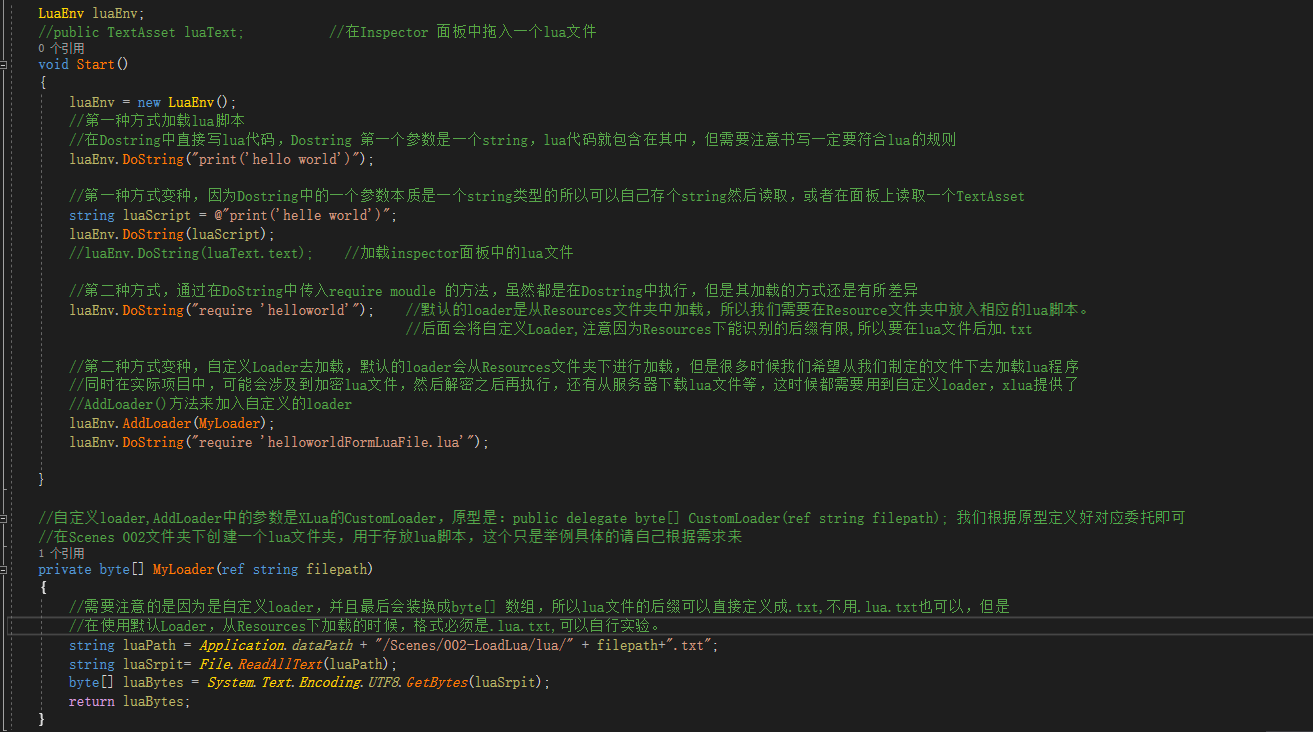 LuaEnv luaEnv;
//public TextAsset luaText;          //在Inspector 面板中拖入一个lua文件
0 个引用
void Start()
{
    luaEnv = new LuaEnv();
    //第一种方式加载lua脚本
    //在Dostring中直接写lua代码，Dostring 第一个参数是一个string，lua代码就包含在其中，但需要注意书写一定要符合lua的规则
    luaEnv.DoString("print('hello world')");
    //第一种方式变种，因为Dostring中的一个参数本质是一个string类型的所以可以自己存个string然后读取，或者在面板上读取一个TextAsset
    string luaScript = @"print('helle world')";
    luaEnv.DoString(luaScript);
    //luaEnv.DoString(luaText.text);    //加载inspector面板中的lua文件
    //第二种方式，通过在DoString中传入require moudle 的方法，虽然都是在Dostring中执行，但是其加载的方式还是有所差异
    luaEnv.DoString("require 'helloworld'");    //默认的loader是从Resources文件夹中加载，所以我们需要在Resource文件夹中放入相应的lua脚本。
                                                //后面会将自定义Loader,注意因为Resources下能识别的后缀有限,所以要在lua文件后加.txt
    //第二种方式变种，自定义Loader去加载，默认的loader会从Resources文件夹下进行加载，但是很多时候我们希望从我们制定的文件下去加载lua程序
    //同时在实际项目中，可能会涉及到加密lua文件，然后解密之后再执行，还有从服务器下载lua文件等，这时候都需要用到自定义loader，xlua提供了
    //AddLoader()方法来加入自定义的loader
    luaEnv.AddLoader(MyLoader);
    luaEnv.DoString("require 'helloworldFormLuaFile.lua'");
}
//自定义loader,AddLoader中的参数是XLua的CustomLoader，原型是：public delegate byte[] CustomLoader(ref string filepath); 我们根据原型定义好对应委托即可
//在Scenes 002文件夹下创建一个lua文件夹，用于存放lua脚本，这个只是举例具体的请自己根据需求来
1 个引用
private byte[] MyLoader(ref string filepath)
{
    //需要注意的是因为是自定义loader，并且最后会装换成byte[] 数组，所以lua文件的后缀可以直接定义成.txt,不用.lua.txt也可以，但是
    //在使用默认Loader，从Resources下加载的时候，格式必须是.lua.txt,可以自行实验。
    string luaPath = Application.dataPath + "/Scenes/002-LoadLua/lua/" + filepath+".txt";
    string luaSrpit= File.ReadAllText(luaPath);
    byte[] luaBytes = System.Text.Encoding.UTF8.GetBytes(luaSrpit);
    return luaBytes;
}